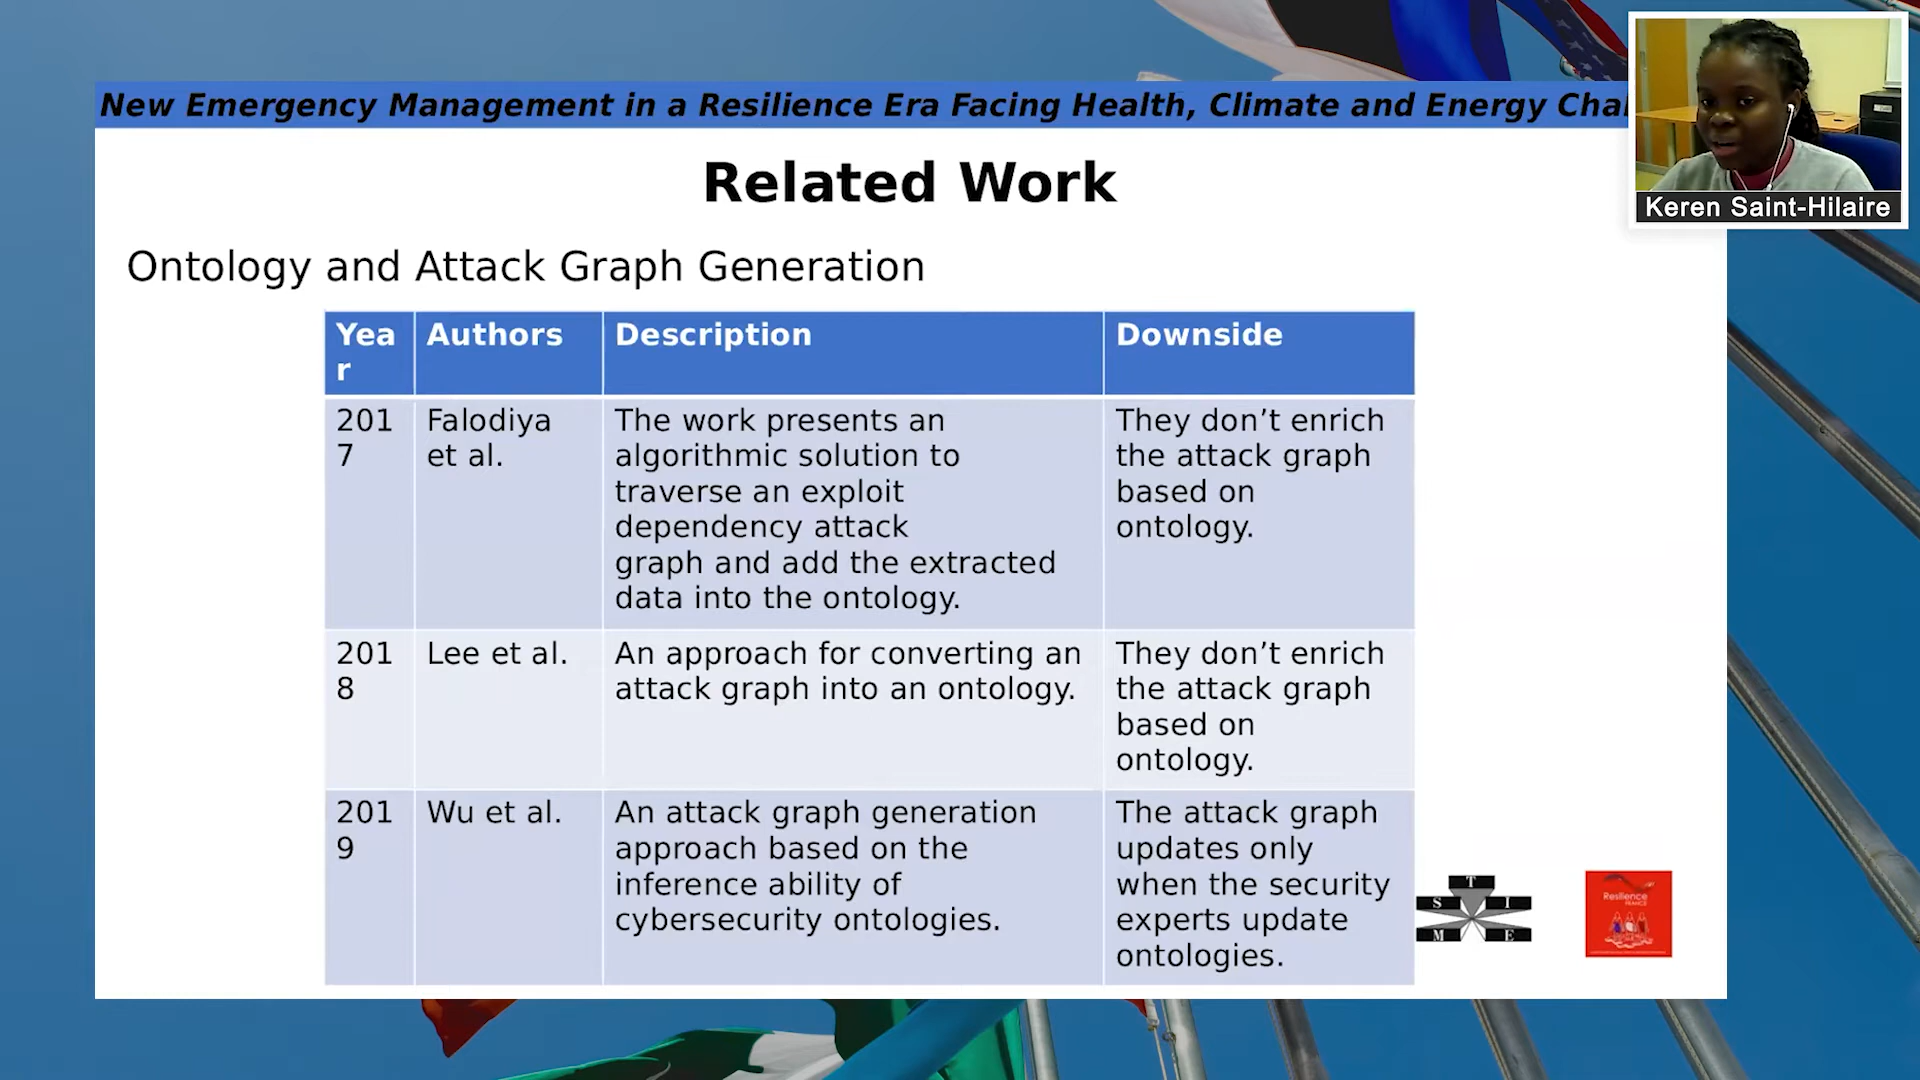 New Emergency Management in a Resilience Era Facing Health, Climate and Energy Chal
Keren Saint-Hilaire
Related Work
Ontology and Attack Graph Generation
Yea
r
Authors
Description
Downside
201
7
Falodiya
et al.
The work presents an
algorithmic solution to
traverse an exploit
dependency attack
graph and add the extracted
data into the ontology.
They don’t enrich
the attack graph
based on
ontology.
201
8
Lee et al.
An approach for converting an
attack graph into an ontology.
They don’t enrich
the attack graph
based on
ontology.
201
9
Wu et al.
An attack graph generation
approach based on the
inference ability of
cybersecurity ontologies.
The attack graph
updates only
when the security
experts update
ontologies.
T
S I
M E
Resilience
FRANCE